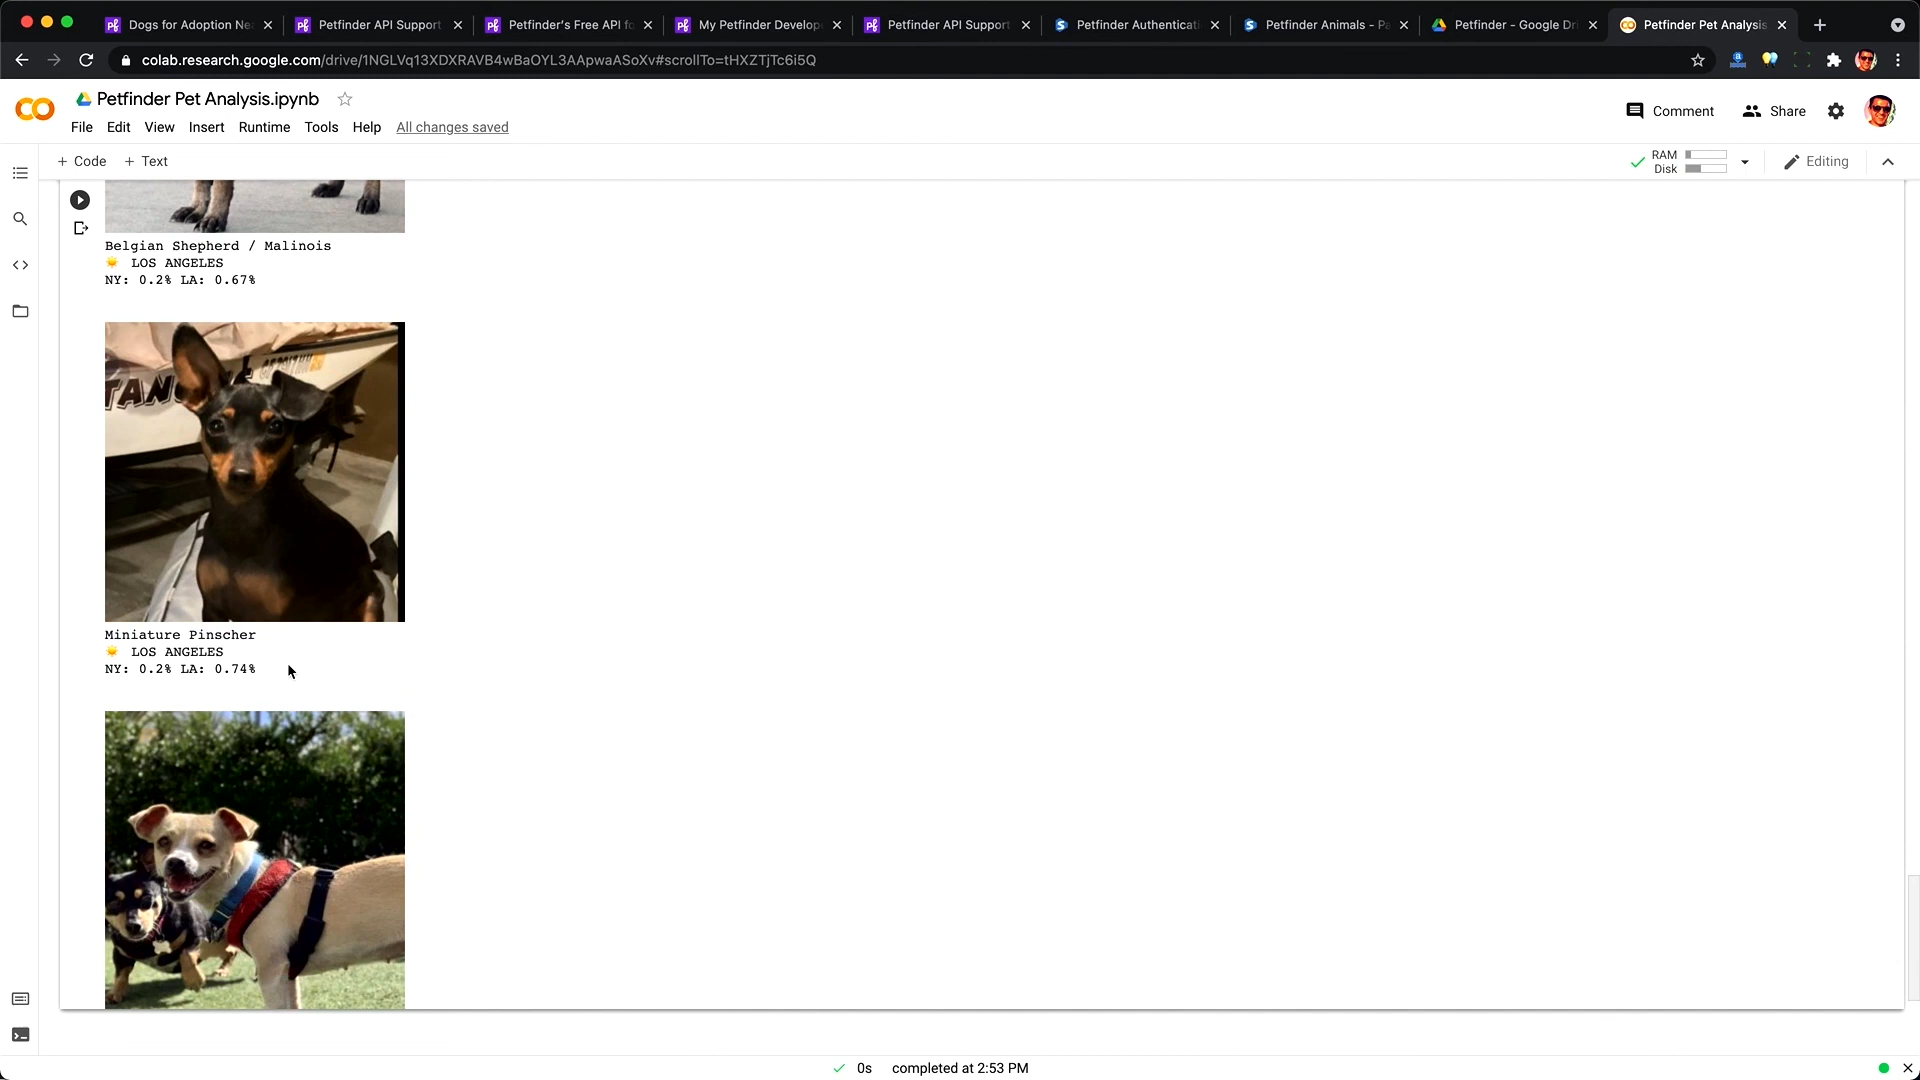 Dogs for Adoption Ne
Petfinder API Support
Petfinder's Free API fo
My Petfinder Develop
Petfinder API Support
Petfinder Authenticati
Petfinder Animals - Pa
Petfinder - Google Dri
Petfinder Pet Analysis
colab.research.google.com/drive/1NGLVq13XDXRAVB4wBaOYL3AApwaASoXv#scrollTo=tHXZTjTc6i5Q
Petfinder Pet Analysis.ipynb
Comment
Share
File Edit View Insert Runtime Tools Help All changes saved
+ Code + Text
RAM
Disk
Editing
Belgian Shepherd / Malinois
LOS ANGELES
NY: 0.2% LA: 0.67%
TAN
Miniature Pinscher
LOS ANGELES
NY: 0.2% LA: 0.74%
0s completed at 2:53 PM